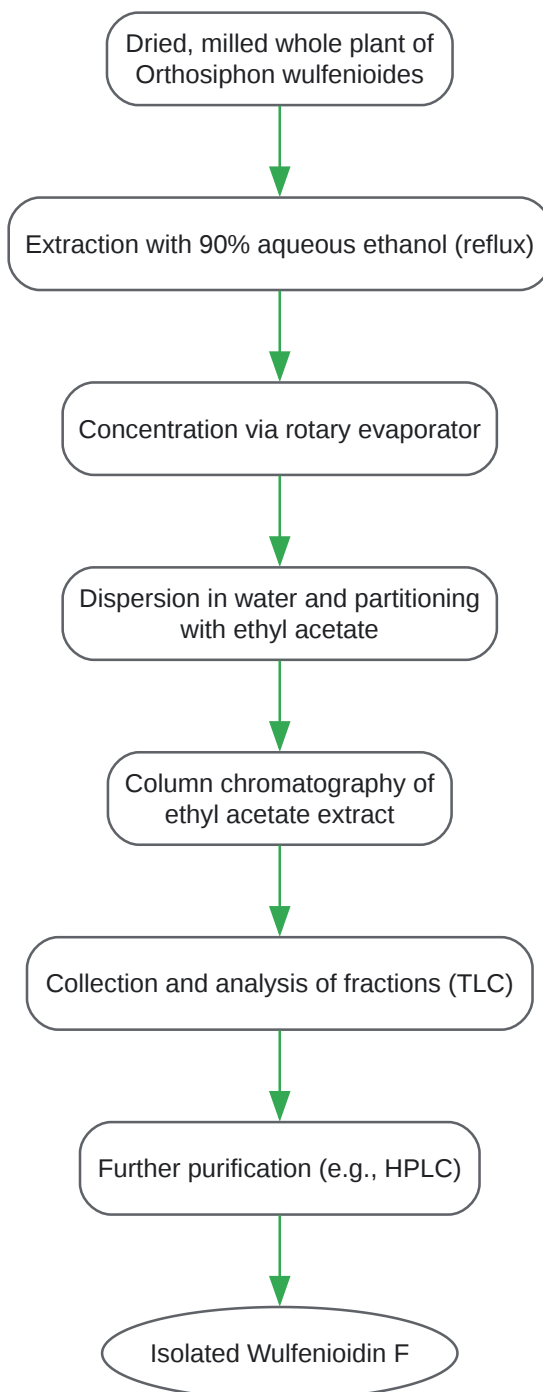 Dried, milled whole plant of
Orthosiphon wulfenioides
Extraction with 90% aqueous ethanol (reflux)
Concentration via rotary evaporator
Dispersion in water and partitioning
with ethyl acetate
Column chromatography of
ethyl acetate extract
Collection and analysis of fractions (TLC)
Further purification (e.g., HPLC)
Isolated Wulfenioidin F